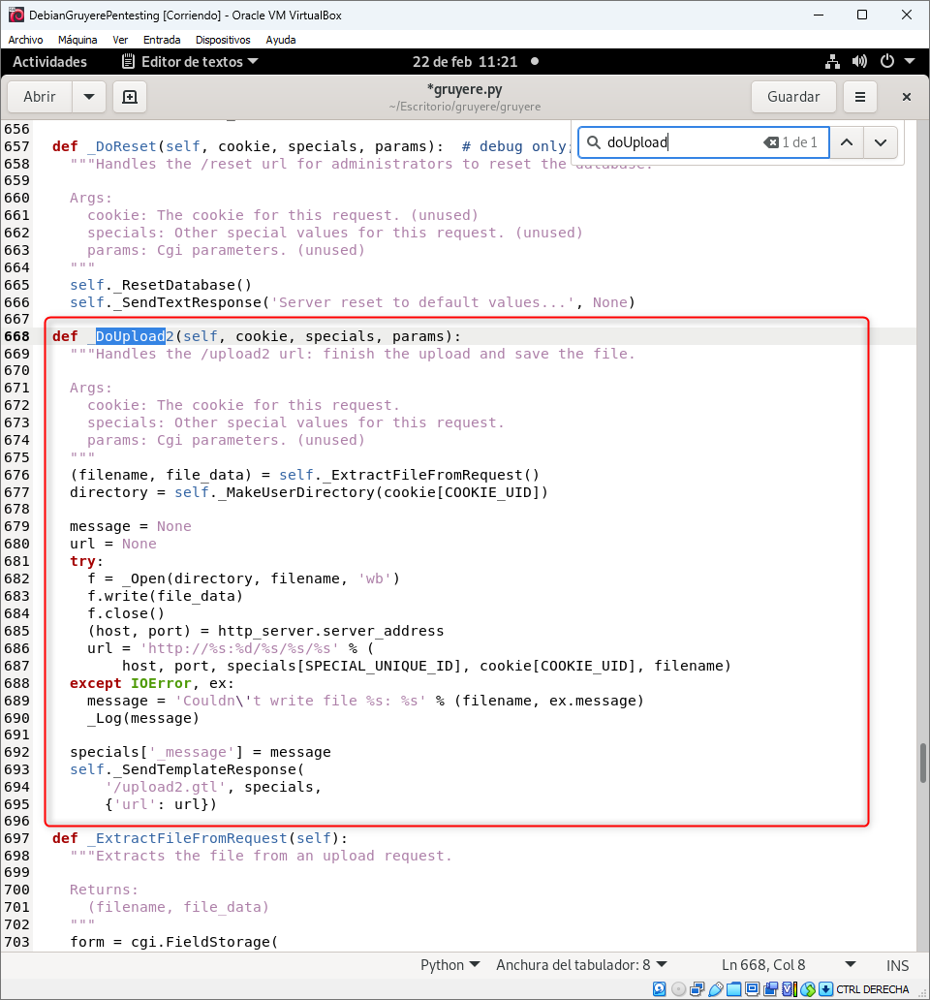 DebianGruyerePentesting [Corriendo] - Oracle VM VirtualBox
Archivo Máquina Ver Entrada Dispositivos Ayuda
Actividades Editor de textos 22 de feb 11:21
Abrir *gruyere.py Guardar
~/Escritorio/gruyere/gruyere
doUpload 1 de 1
656
657 def _DoReset(self, cookie, specials, params): # debug only;
658 """Handles the /reset url for administrators to reset the database.
659
660 Args:
661 cookie: The cookie for this request. (unused)
662 specials: Other special values for this request. (unused)
663 params: Cgi parameters. (unused)
664 """
665 self._ResetDatabase()
666 self._SendTextResponse('Server reset to default values...', None)
667
668 def _DoUpload2(self, cookie, specials, params):
669 """Handles the /upload2 url: finish the upload and save the file.
670
671 Args:
672 cookie: The cookie for this request.
673 specials: Other special values for this request.
674 params: Cgi parameters. (unused)
675 """
676 (filename, file_data) = self._ExtractFileFromRequest()
677 directory = self._MakeUserDirectory(cookie[COOKIE_UID])
678
679 message = None
680 url = None
681 try:
682 f = _Open(directory, filename, 'wb')
683 f.write(file_data)
684 f.close()
685 (host, port) = http_server.server_address
686 url = 'http://%s:%d/%s/%s/%s' % (
687 host, port, specials[SPECIAL_UNIQUE_ID], cookie[COOKIE_UID], filename)
688 except IOError, ex:
689 message = 'Couldn\'t write file %s: %s' % (filename, ex.message)
690 _Log(message)
691
692 specials['_message'] = message
693 self._SendTemplateResponse(
694 '/upload2.gtl', specials,
695 {'url': url})
696
697 def _ExtractFileFromRequest(self):
698 """Extracts the file from an upload request.
699
700 Returns:
701 (filename, file_data)
702 """
703 form = cgi.FieldStorage(
Python Anchura del tabulador: 8 Ln 668, Col 8 INS
CTRL DERECHA